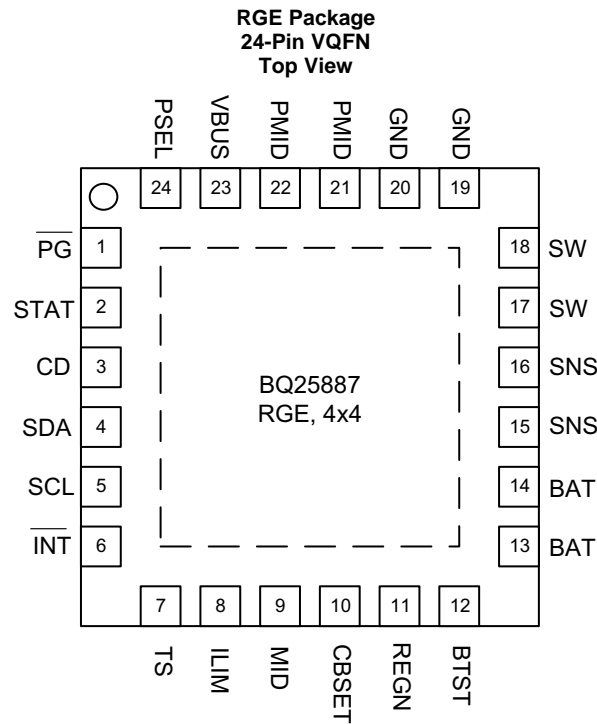 RGE Package
24-Pin VQFN
Top View
PSEL VBUS PMID PMID GND GND
24 23 22 21 20 19
PG 1 18 SW
STAT 2 17 SW
CD 3 16 SNS
SDA 4 15 SNS
SCL 5 14 BAT
INT 6 13 BAT
BQ25887
RGE, 4x4
7 8 9 10 11 12
TS ILIM MID CBSET REGN BTST